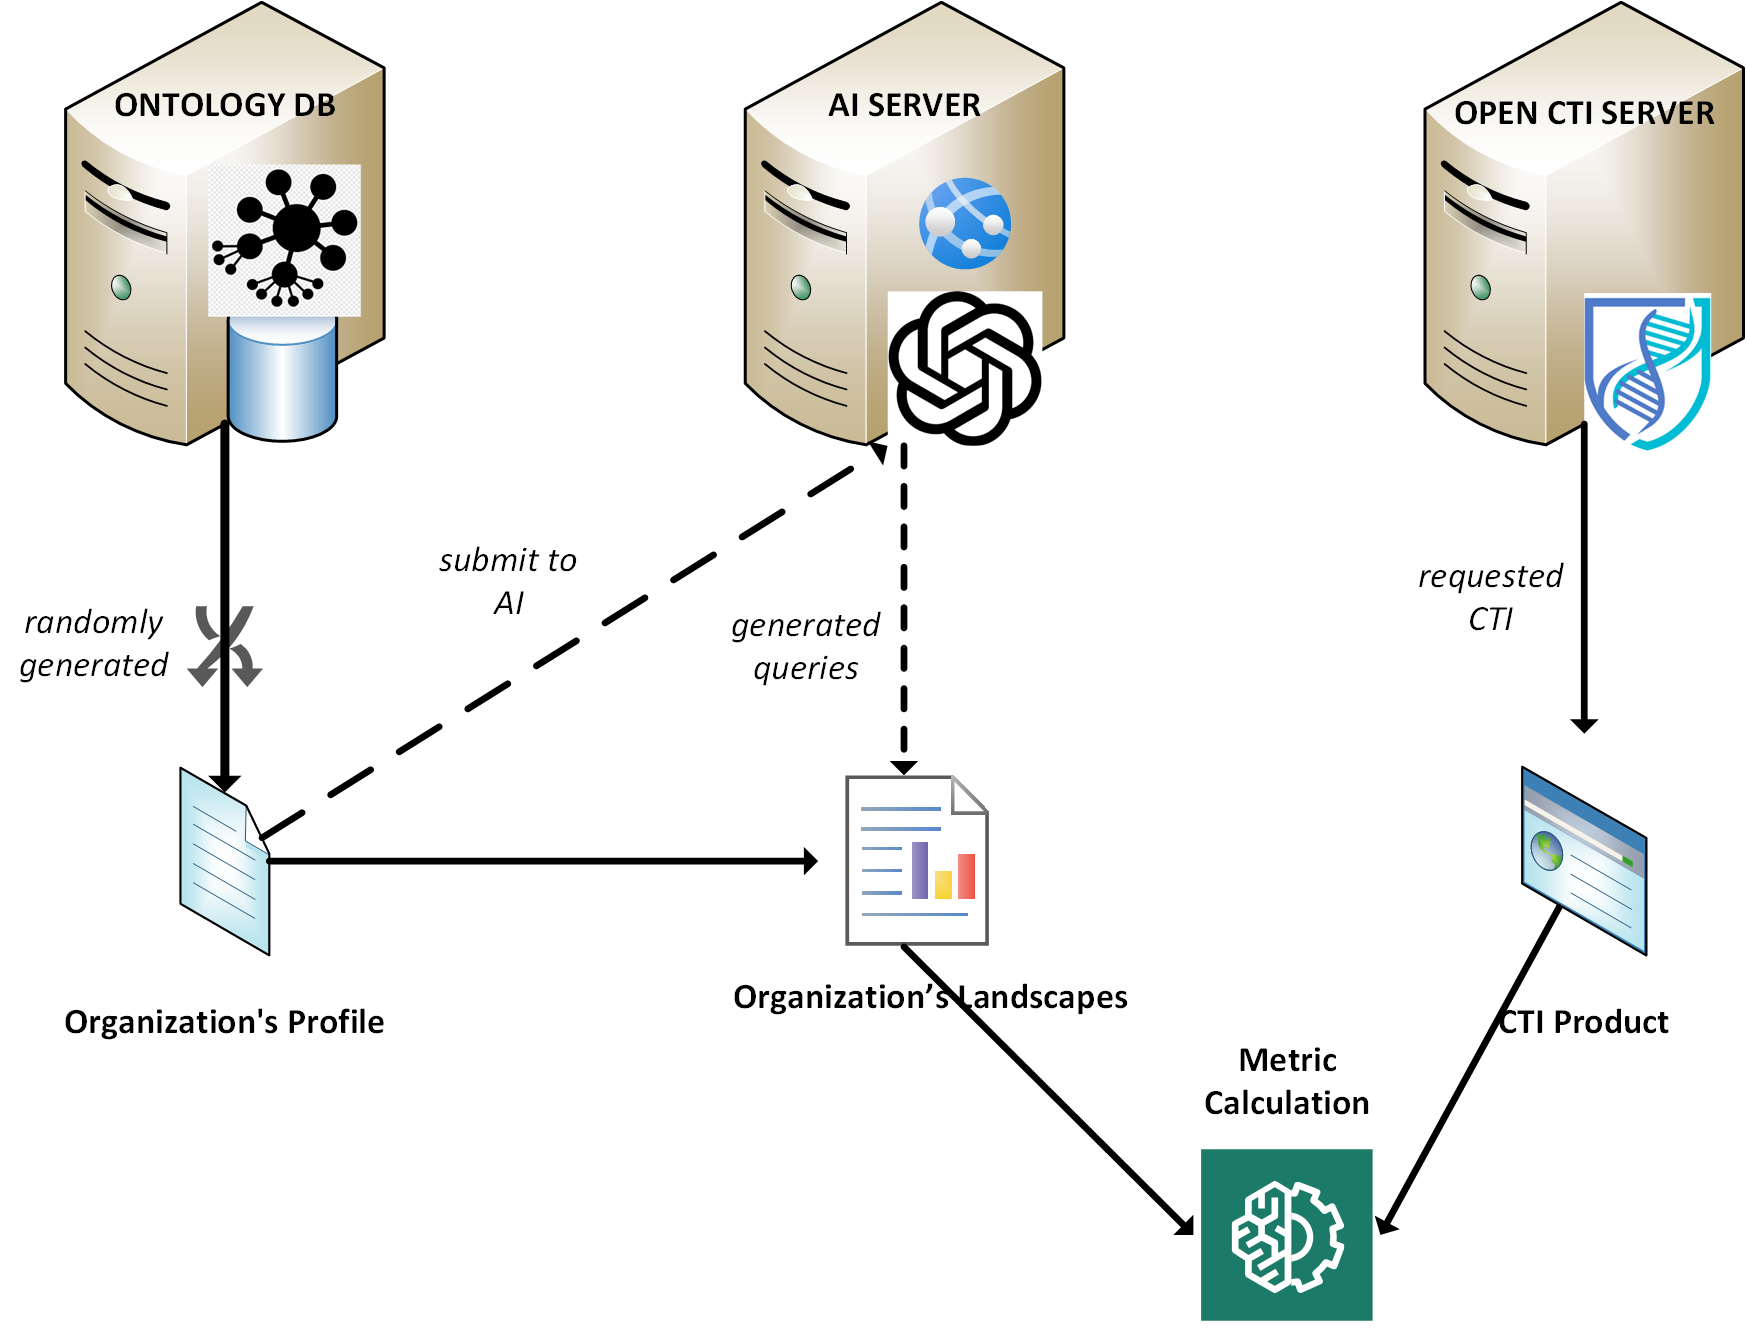 ONTOLOGY DB
AI SERVER
OPEN CTI SERVER
submit to
AI
randomly
generated
generated
queries
requested
CTI
Organization's Profile
Organization’s Landscapes
CTI Product
Metric
Calculation